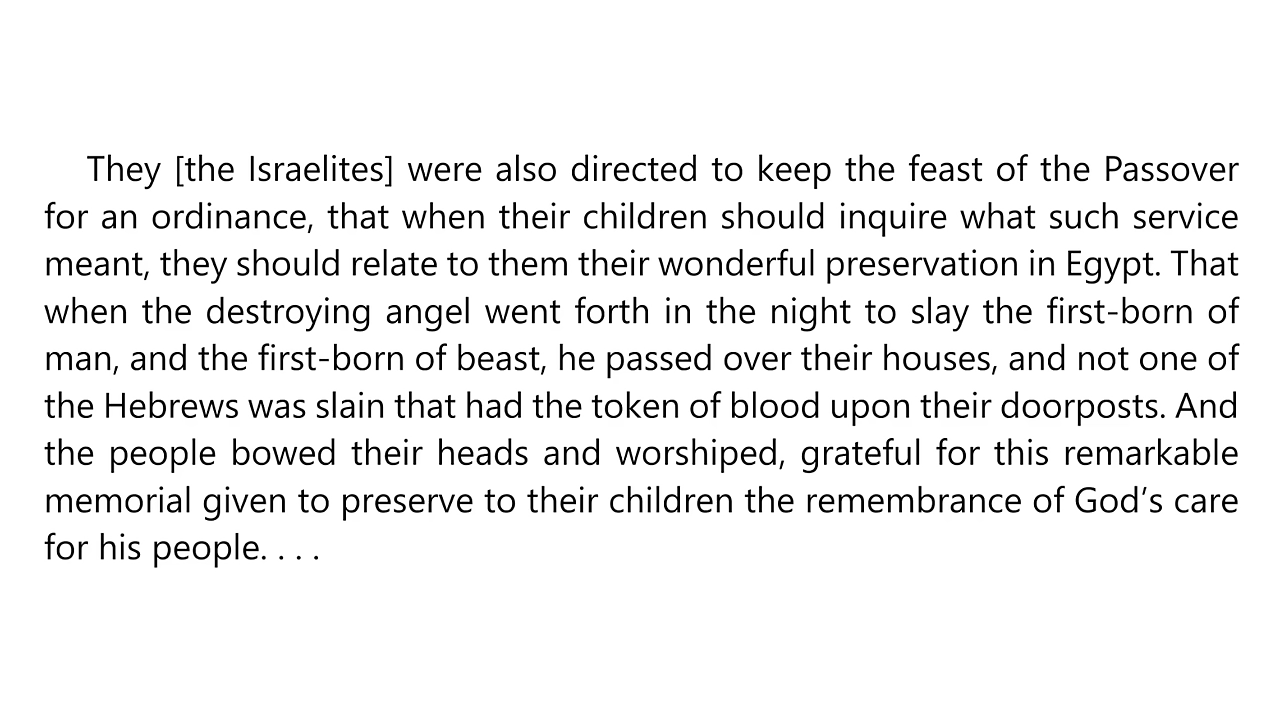 They [the Israelites] were also directed to keep the feast of the Passover
for an ordinance, that when their children should inquire what such service
meant, they should relate to them their wonderful preservation in Egypt. That
when the destroying angel went forth in the night to slay the first-born of
man, and the first-born of beast, he passed over their houses, and not one of
the Hebrews was slain that had the token of blood upon their doorposts. And
the people bowed their heads and worshiped, grateful for this remarkable
memorial given to preserve to their children the remembrance of God’s care
for his people. . . .